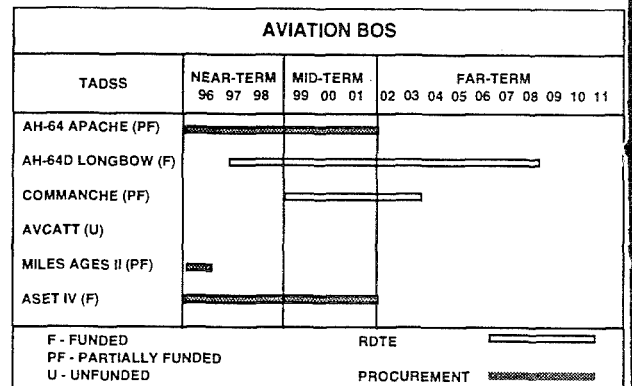 AVIATION BOS
TADSS NEAR-TERM MID-TERM FAR-TERM
96 97 98 99 00 01 02 03 04 05 06 07 08 09 10 11
AH-64 APACHE (PF)
AH-64D LONGBOW (F)
COMMANCHE (PF)
AVCATT (U)
MILES AGES II (PF)
ASET IV (F)
F - FUNDED RDTE
PF - PARTIALLY FUNDED
U - UNFUNDED PROCUREMENT